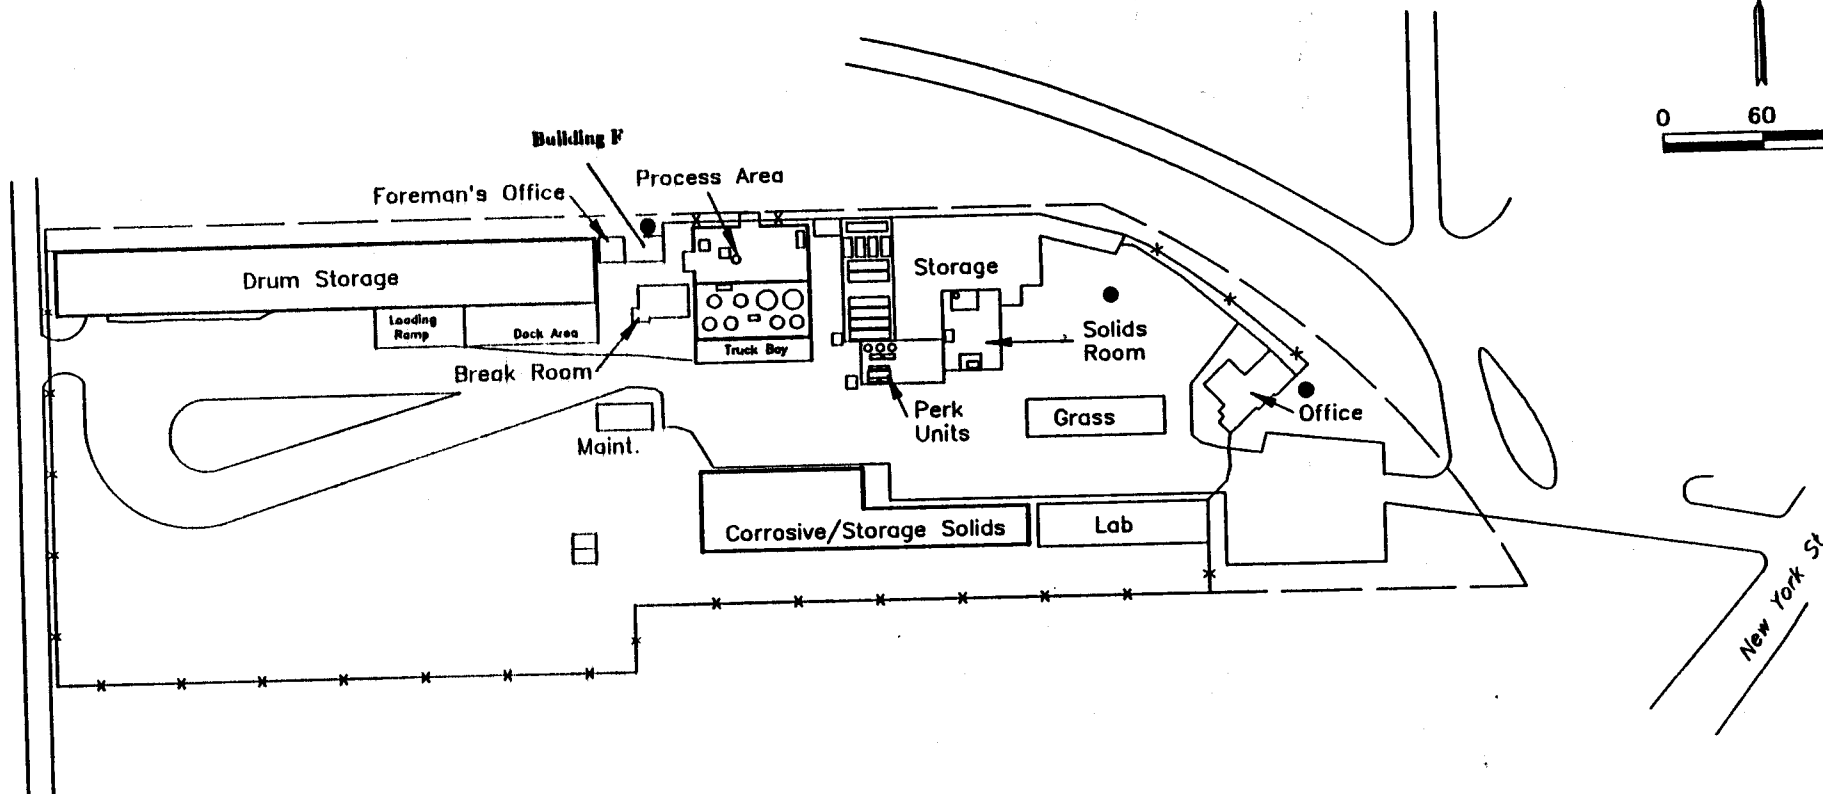 0 60
Building F
Process Area
Foreman's Office
Drum Storage
Storage
Loading
Ramp
Dock Area
Truck Bay
Solids
Room
Break Room
Perk
Units
Grass
Office
Maint.
Corrosive/Storage Solids
Lab
New York St